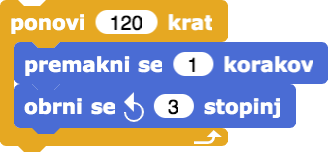 ponovi 120 krat
premakni se 1 korakov
obrni se 3 stopinj